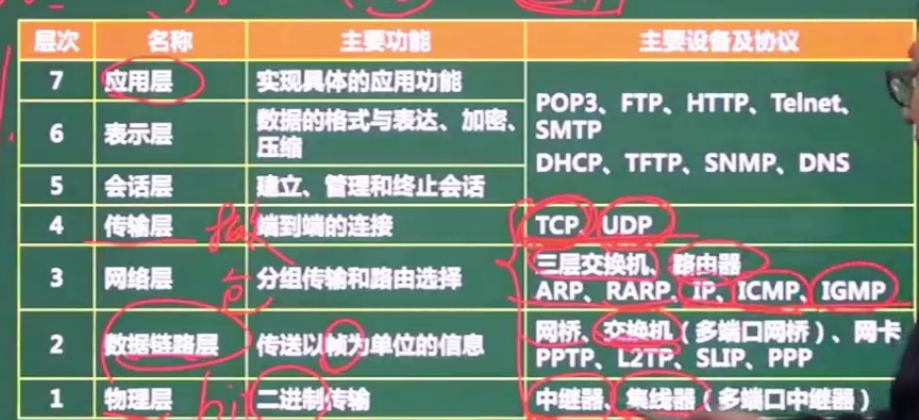 层次 名称 主要功能 主要设备及协议
7 应用层 实现具体的应用功能
POP3、FTP、HTTP、Telnet、
SMTP
DHCP、TFTP、SNMP、DNS
6 表示层 数据的格式与表达、加密、
压缩
5 会话层 建立、管理和终止会话
4 传输层 端到端的连接 TCP、UDP
3 网络层 分组传输和路由选择 三层交换机、路由器
ARP、RARP、IP、ICMP、IGMP
2 数据链路层 传送以帧为单位的信息 网桥、交换机（多端口网桥）、网卡
PPTP、L2TP、SLIP、PPP
1 物理层 二进制传输 中继器、集线器（多端口中继器）
bit